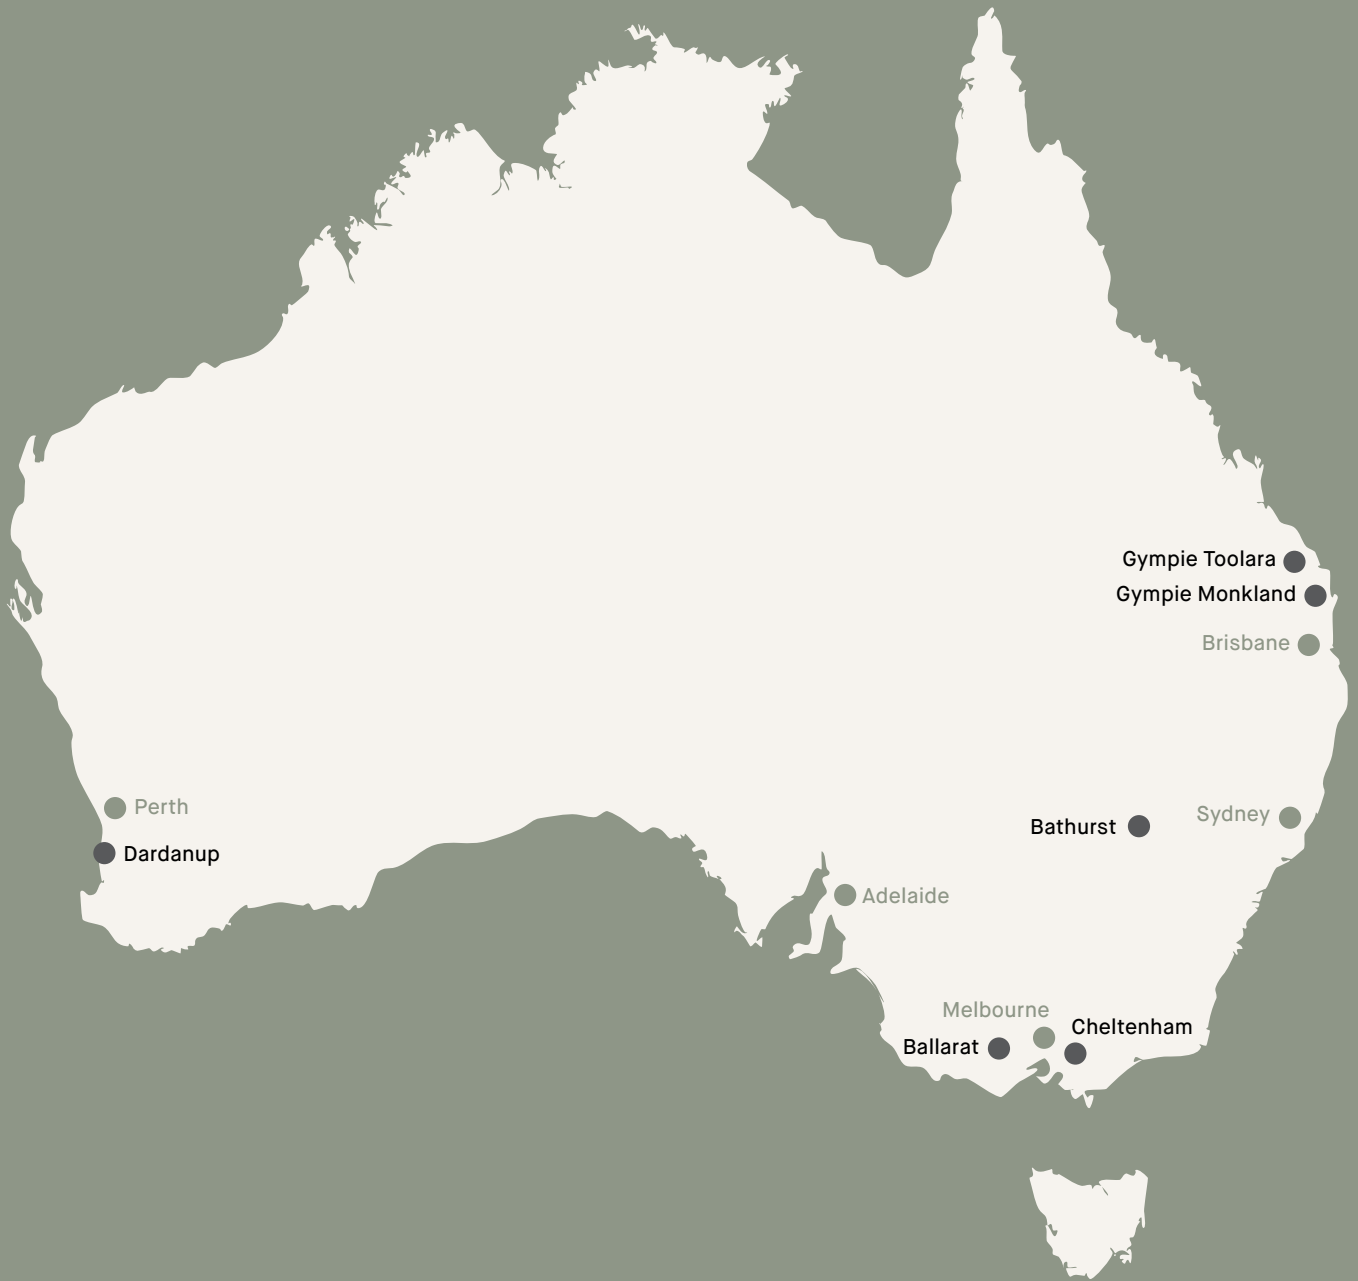 Gympie Toolara
Gympie Monkland
Brisbane
Perth
Sydney
Bathurst
Dardanup
Adelaide
Melbourne
Cheltenham
Ballarat